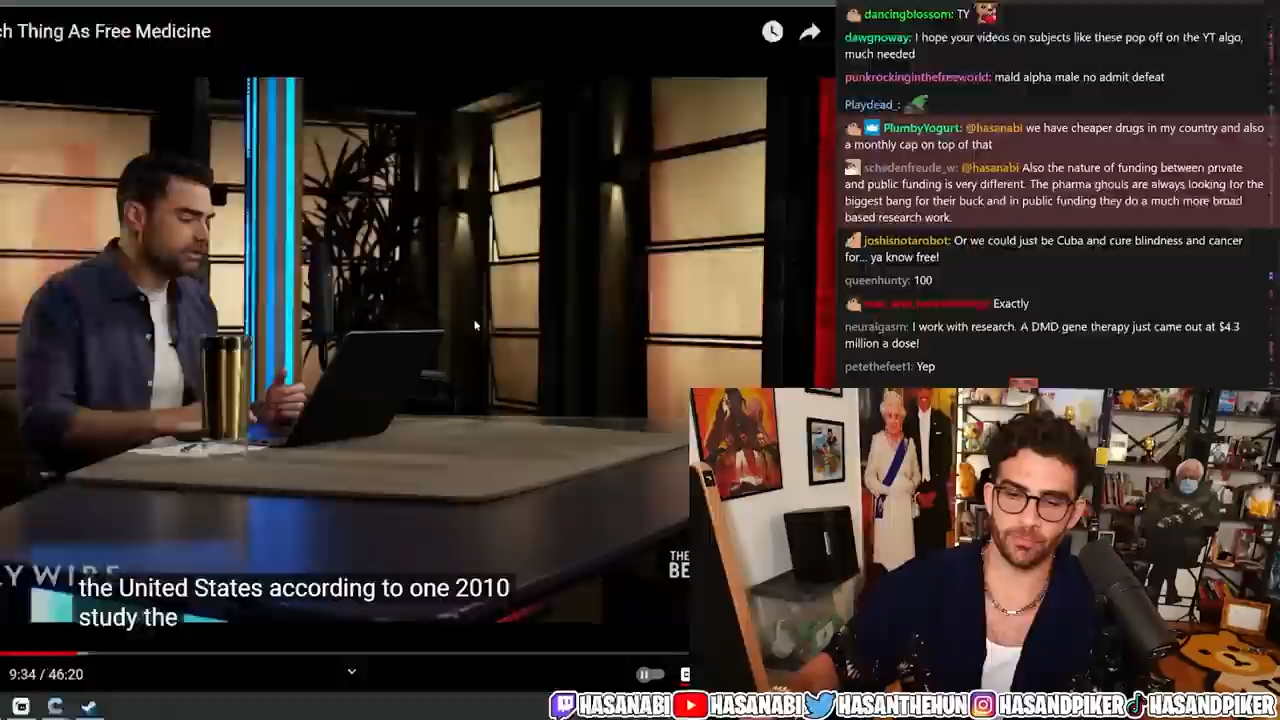 ch Thing As Free Medicine
dancingblossom: TY
dawgnoway: I hope your videos on subjects like these pop off on the YT algo,
much needed
punkrockinginthefreeworld: mald alpha male no admit defeat
Playdead_:
PlumbyYogurt: @hasanabi we have cheaper drugs in my country and also
a monthly cap on top of that
schadenfreude_w: @hasanabi Also the nature of funding between private
and public funding is very different. The pharma ghouls are always looking for the
biggest bang for their buck and in public funding they do a much more broad
based research work.
joshisnotarobot: Or we could just be Cuba and cure blindness and cancer
for... ya know free!
queenhunty: 100
Exactly
neuralgasm: I work with research. A DMD gene therapy just came out at $4.3
million a dose!
petethefeet1: Yep
LY WIRE
THE
BE
the United States according to one 2010
study the
9:34 / 46:20
HASANABI HASANABI HASANTHEHUN HASANDPIKER HASANDPIKER